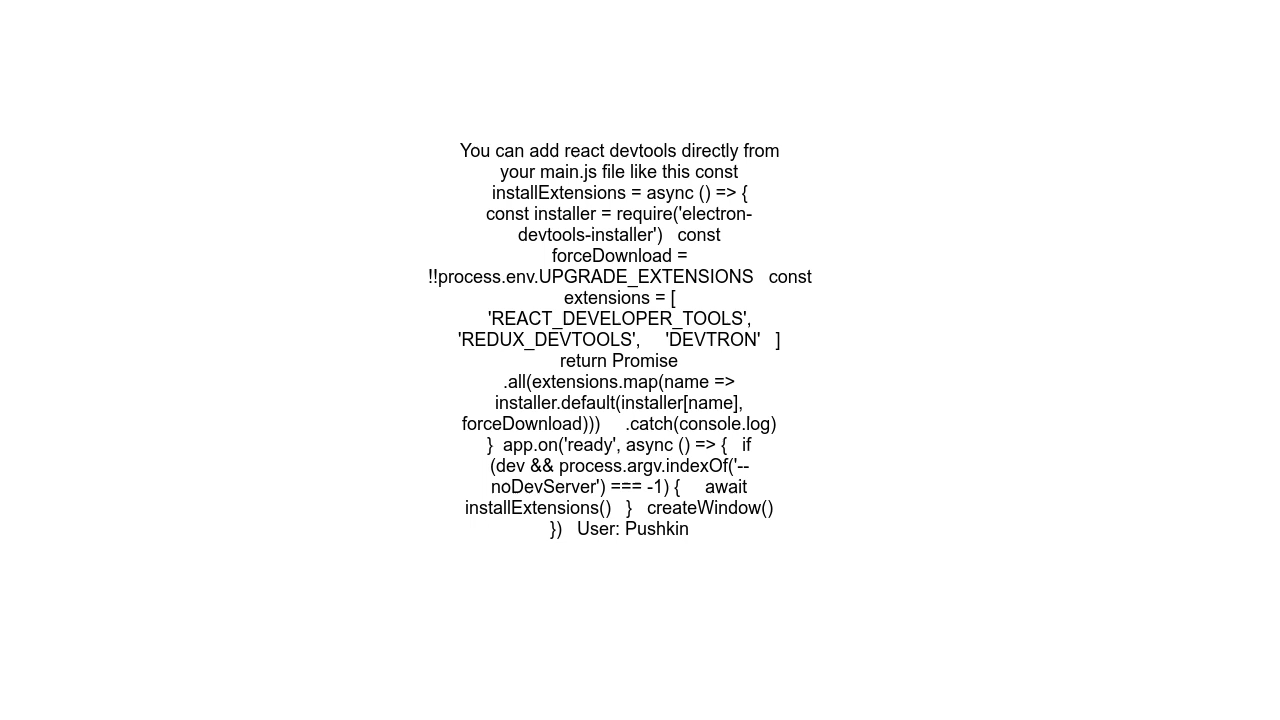 You can add react devtools directly from
your main.js file like this const
installExtensions = async () => {
const installer = require('electron-
devtools-installer')   const
forceDownload =
!!process.env.UPGRADE_EXTENSIONS   const
extensions = [
'REACT_DEVELOPER_TOOLS',
'REDUX_DEVTOOLS',     'DEVTRON'   ]
return Promise
.all(extensions.map(name =>
installer.default(installer[name],
forceDownload)))     .catch(console.log)
}  app.on('ready', async () => {   if
(dev && process.argv.indexOf('--
noDevServer') === -1) {     await
installExtensions()   }   createWindow()
})   User: Pushkin